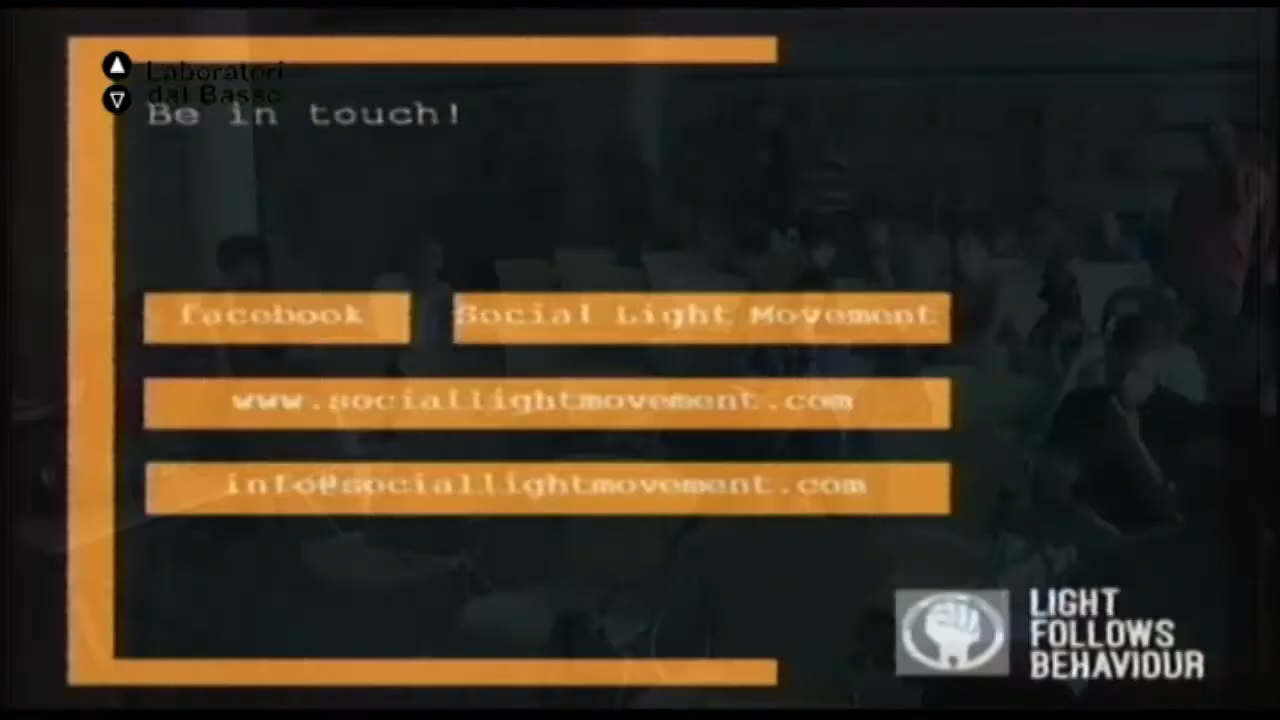 Laboratori
dal Basso
Be in touch!
facebook
Social Light Movement
www.sociallightmovement.com
info@sociallightmovement.com
LIGHT
FOLLOWS
BEHAVIOUR